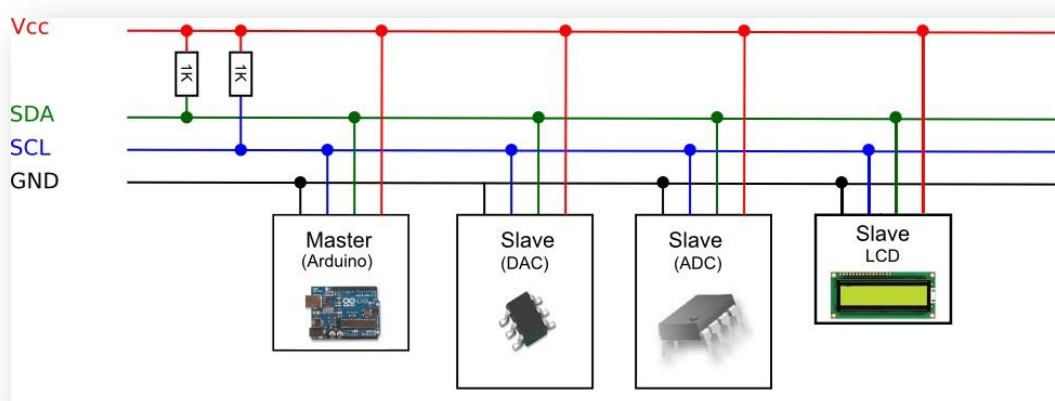 Vcc
1K
1K
SDA
SCL
GND
Master
(Arduino)
Slave
(DAC)
Slave
(ADC)
Slave
LCD